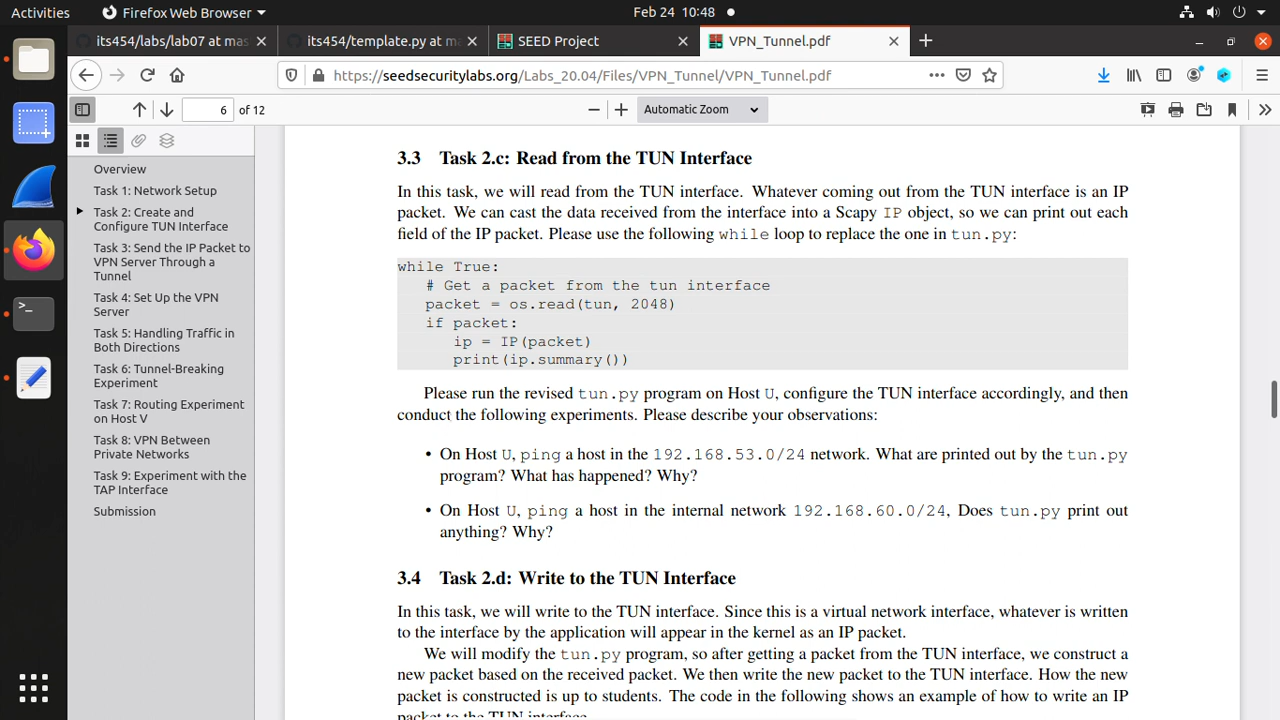 Activities
Firefox Web Browser
Feb 24 10:48
its454/labs/lab07 at mas
its454/template.py at m
SEED Project
VPN_Tunnel.pdf
https://seedsecuritylabs.org/Labs_20.04/Files/VPN_Tunnel/VPN_Tunnel.pdf
6 of 12
Automatic Zoom
Overview
Task 1: Network Setup
Task 2: Create and
Configure TUN Interface
Task 3: Send the IP Packet to
VPN Server Through a
Tunnel
Task 4: Set Up the VPN
Server
Task 5: Handling Traffic in
Both Directions
Task 6: Tunnel-Breaking
Experiment
Task 7: Routing Experiment
on Host V
Task 8: VPN Between
Private Networks
Task 9: Experiment with the
TAP Interface
Submission
3.3 Task 2.c: Read from the TUN Interface
In this task, we will read from the TUN interface. Whatever coming out from the TUN interface is an IP
packet. We can cast the data received from the interface into a Scapy IP object, so we can print out each
field of the IP packet. Please use the following while loop to replace the one in tun.py:
while True:
# Get a packet from the tun interface
packet = os.read(tun, 2048)
if packet:
ip = IP(packet)
print(ip.summary())
Please run the revised tun.py program on Host U, configure the TUN interface accordingly, and then
conduct the following experiments. Please describe your observations:
• On Host U, ping a host in the 192.168.53.0/24 network. What are printed out by the tun.py
program? What has happened? Why?
• On Host U, ping a host in the internal network 192.168.60.0/24, Does tun.py print out
anything? Why?
3.4 Task 2.d: Write to the TUN Interface
In this task, we will write to the TUN interface. Since this is a virtual network interface, whatever is written
to the interface by the application will appear in the kernel as an IP packet.
We will modify the tun.py program, so after getting a packet from the TUN interface, we construct a
new packet based on the received packet. We then write the new packet to the TUN interface. How the new
packet is constructed is up to students. The code in the following shows an example of how to write an IP
packet to the TUN interface.